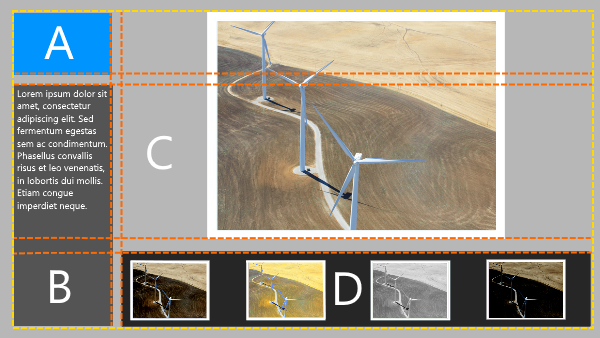 A
Lorem ipsum dolor sit
amet, consectetur
adipiscing elit. Sed
fermentum egestas
sem ac condimentum.
Phasellus convallis
risus et leo venenatis,
in lobortis dui mollis.
Etiam congue
imperdiet neque.
C
B
D